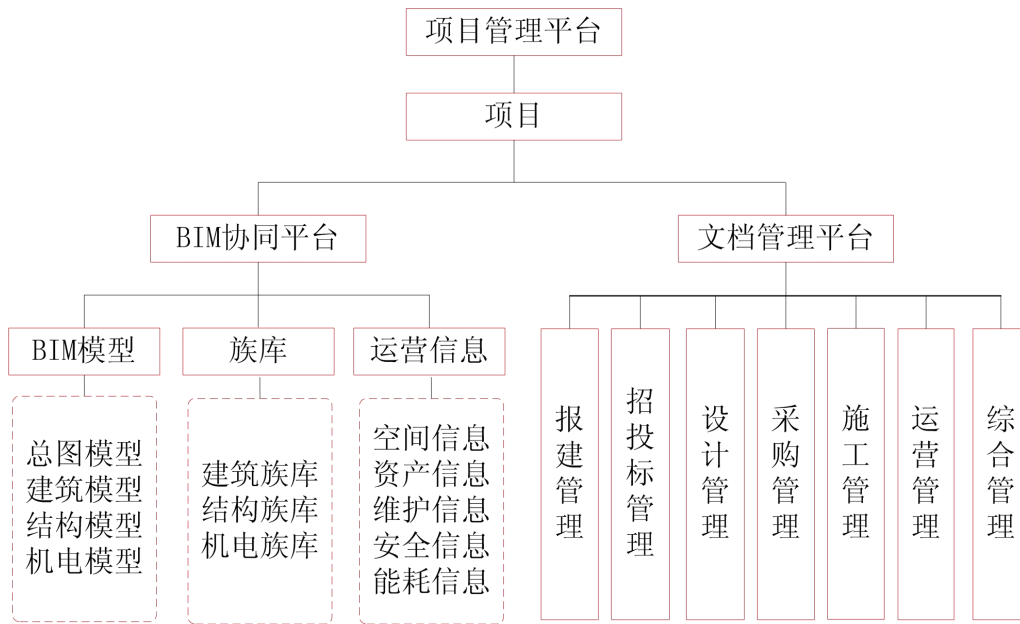 项目管理平台
项目
BIM协同平台
文档管理平台
BIM模型
族库
运营信息
总图模型
建筑模型
结构模型
机电模型
建筑族库
结构族库
机电族库
空间信息
资产信息
维护信息
安全信息
能耗信息
报建管理
招投标管理
设计管理
采购管理
施工管理
运营管理
综合管理